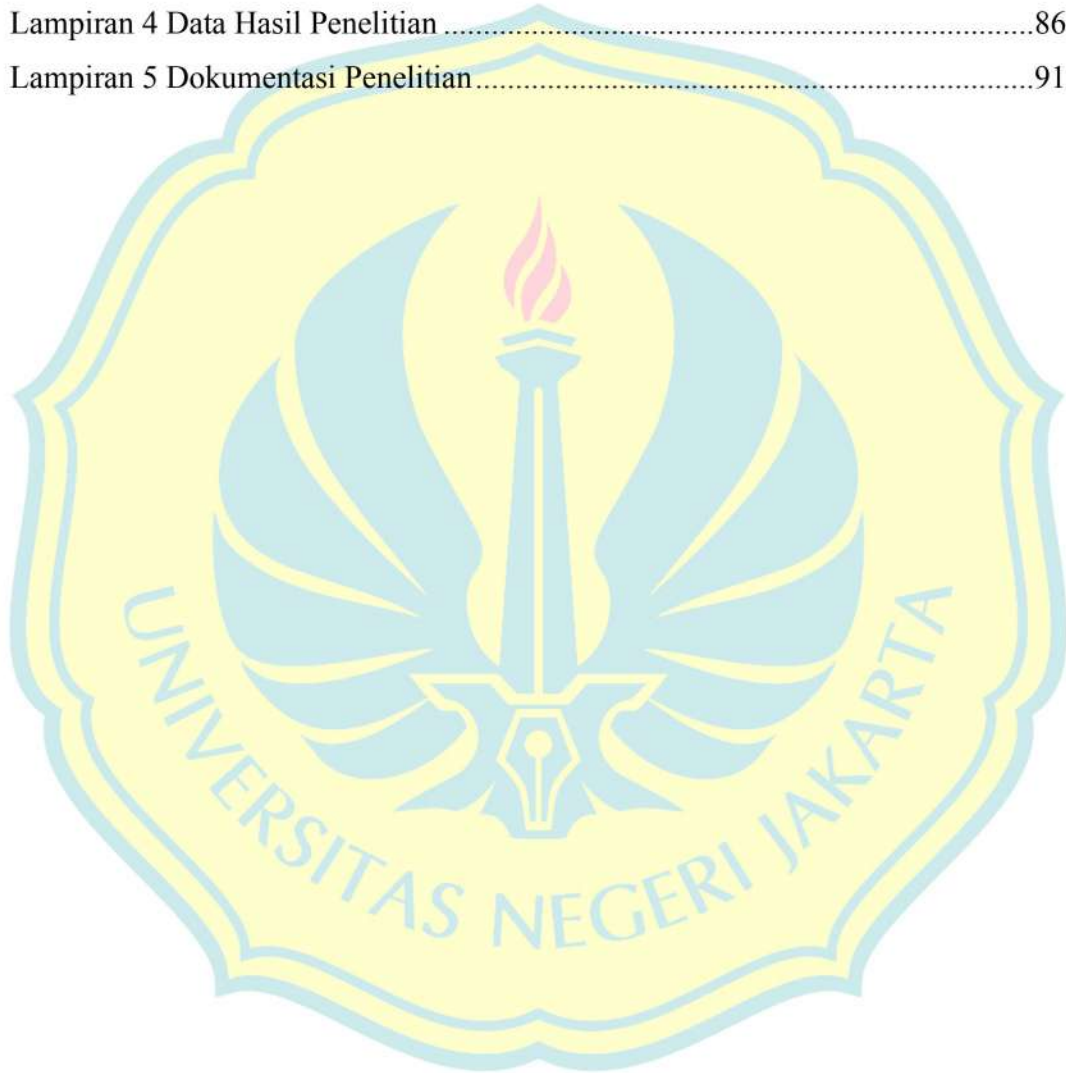 Lampiran 4 Data Hasil Penelitian ................................................................................86
Lampiran 5 Dokumentasi Penelitian............................................................................91
UNIVERSITAS NEGERI JAKARTA